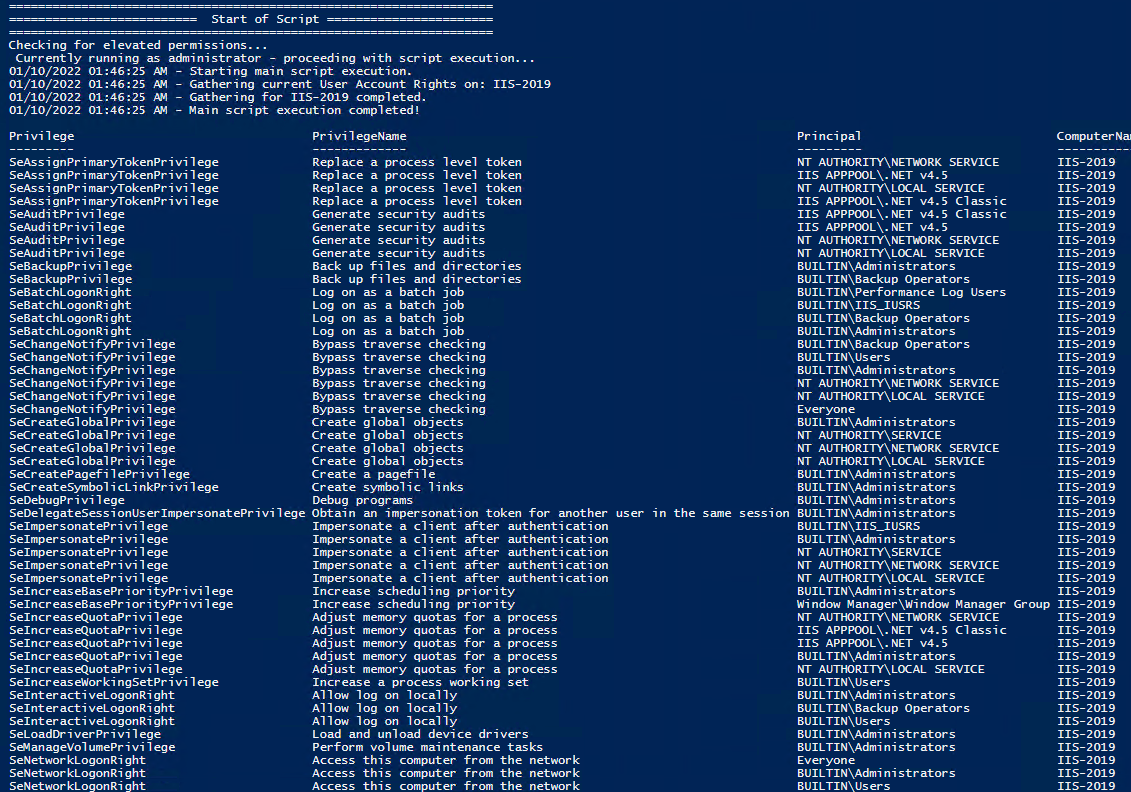 ===================================================================
==========================  Start of Script =======================
===================================================================
Checking for elevated permissions...
 Currently running as administrator - proceeding with script execution...
01/10/2022 01:46:25 AM - Starting main script execution.
01/10/2022 01:46:25 AM - Gathering current User Account Rights on: IIS-2019
01/10/2022 01:46:25 AM - Gathering for IIS-2019 completed.
01/10/2022 01:46:25 AM - Main script execution completed!
Privilege PrivilegeName Principal ComputerNa
--------- ------------- --------- ----------
SeAssignPrimaryTokenPrivilege Replace a process level token NT AUTHORITY\NETWORK SERVICE IIS-2019
SeAssignPrimaryTokenPrivilege Replace a process level token IIS APPPOOL\.NET v4.5 IIS-2019
SeAssignPrimaryTokenPrivilege Replace a process level token NT AUTHORITY\LOCAL SERVICE IIS-2019
SeAssignPrimaryTokenPrivilege Replace a process level token IIS APPPOOL\.NET v4.5 Classic IIS-2019
SeAuditPrivilege Generate security audits IIS APPPOOL\.NET v4.5 Classic IIS-2019
SeAuditPrivilege Generate security audits IIS APPPOOL\.NET v4.5 IIS-2019
SeAuditPrivilege Generate security audits NT AUTHORITY\NETWORK SERVICE IIS-2019
SeAuditPrivilege Generate security audits NT AUTHORITY\LOCAL SERVICE IIS-2019
SeBackupPrivilege Back up files and directories BUILTIN\Administrators IIS-2019
SeBackupPrivilege Back up files and directories BUILTIN\Backup Operators IIS-2019
SeBatchLogonRight Log on as a batch job BUILTIN\Performance Log Users IIS-2019
SeBatchLogonRight Log on as a batch job BUILTIN\IIS_IUSRS IIS-2019
SeBatchLogonRight Log on as a batch job BUILTIN\Backup Operators IIS-2019
SeBatchLogonRight Log on as a batch job BUILTIN\Administrators IIS-2019
SeChangeNotifyPrivilege Bypass traverse checking BUILTIN\Backup Operators IIS-2019
SeChangeNotifyPrivilege Bypass traverse checking BUILTIN\Users IIS-2019
SeChangeNotifyPrivilege Bypass traverse checking BUILTIN\Administrators IIS-2019
SeChangeNotifyPrivilege Bypass traverse checking NT AUTHORITY\NETWORK SERVICE IIS-2019
SeChangeNotifyPrivilege Bypass traverse checking NT AUTHORITY\LOCAL SERVICE IIS-2019
SeChangeNotifyPrivilege Bypass traverse checking Everyone IIS-2019
SeCreateGlobalPrivilege Create global objects BUILTIN\Administrators IIS-2019
SeCreateGlobalPrivilege Create global objects NT AUTHORITY\SERVICE IIS-2019
SeCreateGlobalPrivilege Create global objects NT AUTHORITY\NETWORK SERVICE IIS-2019
SeCreateGlobalPrivilege Create global objects NT AUTHORITY\LOCAL SERVICE IIS-2019
SeCreatePagefilePrivilege Create a pagefile BUILTIN\Administrators IIS-2019
SeCreateSymbolicLinkPrivilege Create symbolic links BUILTIN\Administrators IIS-2019
SeDebugPrivilege Debug programs BUILTIN\Administrators IIS-2019
SeDelegateSessionUserImpersonatePrivilege Obtain an impersonation token for another user in the same session BUILTIN\Administrators IIS-2019
SeImpersonatePrivilege Impersonate a client after authentication BUILTIN\IIS_IUSRS IIS-2019
SeImpersonatePrivilege Impersonate a client after authentication BUILTIN\Administrators IIS-2019
SeImpersonatePrivilege Impersonate a client after authentication NT AUTHORITY\SERVICE IIS-2019
SeImpersonatePrivilege Impersonate a client after authentication NT AUTHORITY\NETWORK SERVICE IIS-2019
SeImpersonatePrivilege Impersonate a client after authentication NT AUTHORITY\LOCAL SERVICE IIS-2019
SeIncreaseBasePriorityPrivilege Increase scheduling priority BUILTIN\Administrators IIS-2019
SeIncreaseBasePriorityPrivilege Increase scheduling priority Window Manager\Window Manager Group IIS-2019
SeIncreaseQuotaPrivilege Adjust memory quotas for a process NT AUTHORITY\NETWORK SERVICE IIS-2019
SeIncreaseQuotaPrivilege Adjust memory quotas for a process IIS APPPOOL\.NET v4.5 Classic IIS-2019
SeIncreaseQuotaPrivilege Adjust memory quotas for a process IIS APPPOOL\.NET v4.5 IIS-2019
SeIncreaseQuotaPrivilege Adjust memory quotas for a process BUILTIN\Administrators IIS-2019
SeIncreaseQuotaPrivilege Adjust memory quotas for a process NT AUTHORITY\LOCAL SERVICE IIS-2019
SeIncreaseWorkingSetPrivilege Increase a process working set BUILTIN\Users IIS-2019
SeInteractiveLogonRight Allow log on locally BUILTIN\Administrators IIS-2019
SeInteractiveLogonRight Allow log on locally BUILTIN\Backup Operators IIS-2019
SeInteractiveLogonRight Allow log on locally BUILTIN\Users IIS-2019
SeLoadDriverPrivilege Load and unload device drivers BUILTIN\Administrators IIS-2019
SeManageVolumePrivilege Perform volume maintenance tasks BUILTIN\Administrators IIS-2019
SeNetworkLogonRight Access this computer from the network Everyone IIS-2019
SeNetworkLogonRight Access this computer from the network BUILTIN\Administrators IIS-2019
SeNetworkLogonRight Access this computer from the network BUILTIN\Users IIS-2019